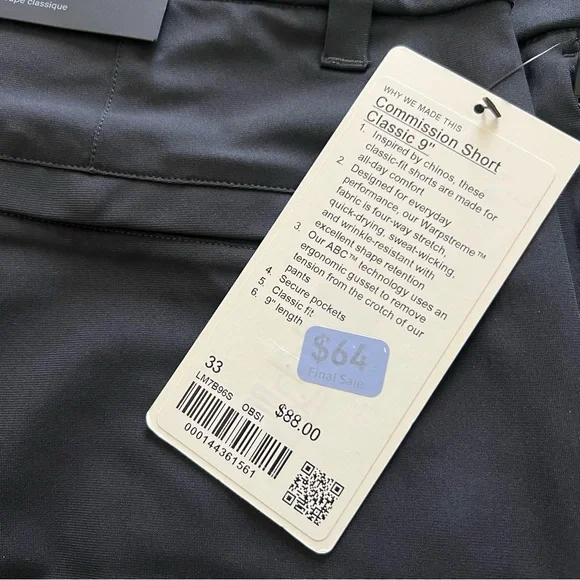 coupe classique
WHY WE MADE THIS
Commission Short
Classic 9"
1. Inspired by chinos, these
classic-fit shorts are made for
all-day comfort
2. Designed for everyday
performance, our Warpstreme™
fabric is four-way stretch,
quick-drying, sweat-wicking,
and wrinkle-resistant with
excellent shape retention
3. Our ABC™ technology uses an
ergonomic gusset to remove
tension from the crotch of our
pants
4. Secure pockets
5. Classic fit
6. 9" length
$64
Final Sale
33
LM7B96S OBSI $88.00
000144361561